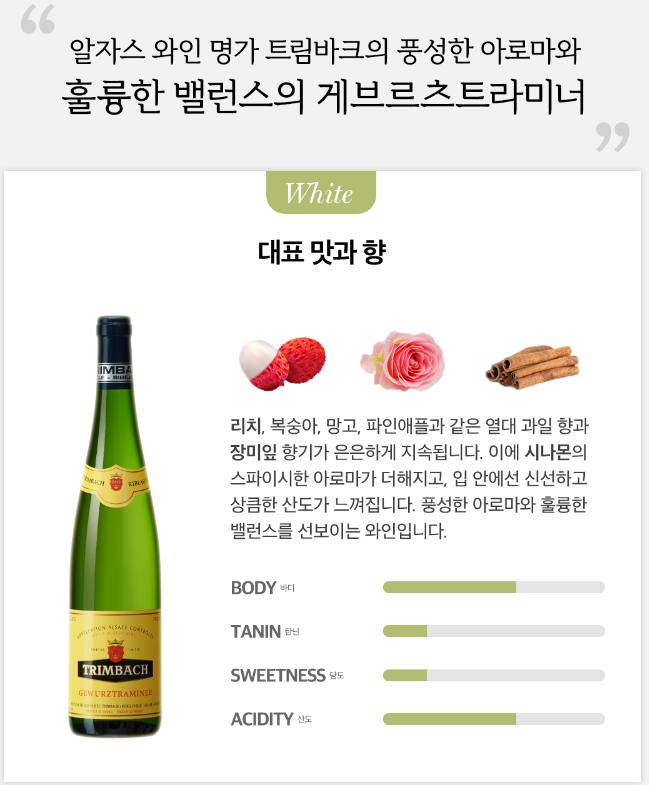 “
알자스 와인 명가 트림바크의 풍성한 아로마와
훌륭한 밸런스의 게브르츠트라미너
”
White
대표 맛과 향
리치, 복숭아, 망고, 파인애플과 같은 열대 과일 향과
장미잎 향기가 은은하게 지속됩니다. 이에 시나몬의
스파이시한 아로마가 더해지고, 입 안에선 신선하고
상큼한 산도가 느껴집니다. 풍성한 아로마와 훌륭한
밸런스를 선보이는 와인입니다.
BODY 바디
TANIN 탄닌
SWEETNESS 당도
ACIDITY 산도
RIMBA
APPELLATION ALSACE CONTRÔLÉE
TRIMBACH
GEWURZTRAMINER